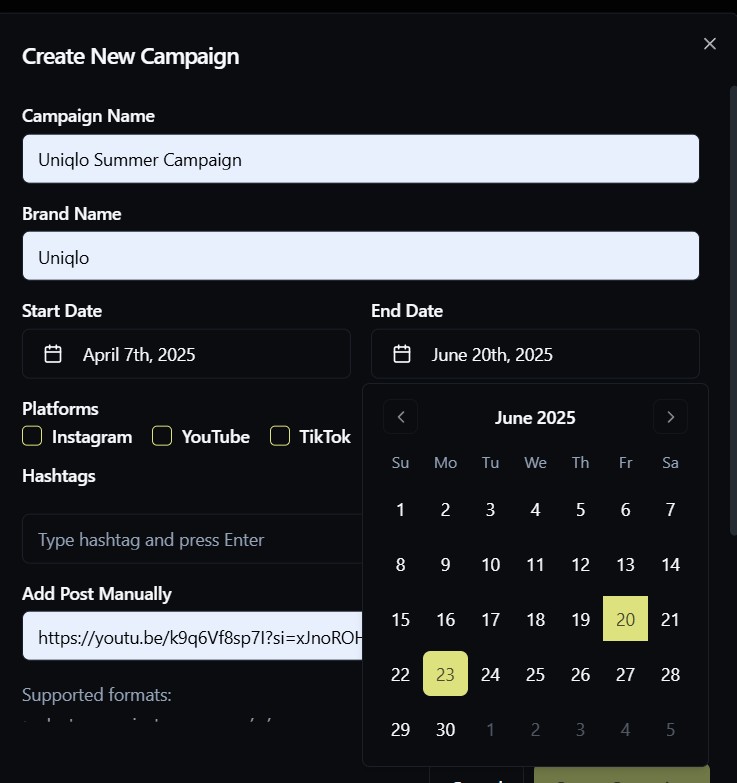 Create New Campaign
Campaign Name
Uniqlo Summer Campaign
Brand Name
Uniqlo
Start Date
End Date
April 7th, 2025
June 20th, 2025
Platforms
Instagram
YouTube
TikTok
Hashtags
Type hashtag and press Enter
Add Post Manually
https://youtu.be/k9q6Vf8sp7I?si=xJnoROH
Supported formats:
June 2025
Su Mo Tu We Th Fr Sa
1 2 3 4 5 6 7
8 9 10 11 12 13 14
15 16 17 18 19 20 21
22 23 24 25 26 27 28
29 30 1 2 3 4 5